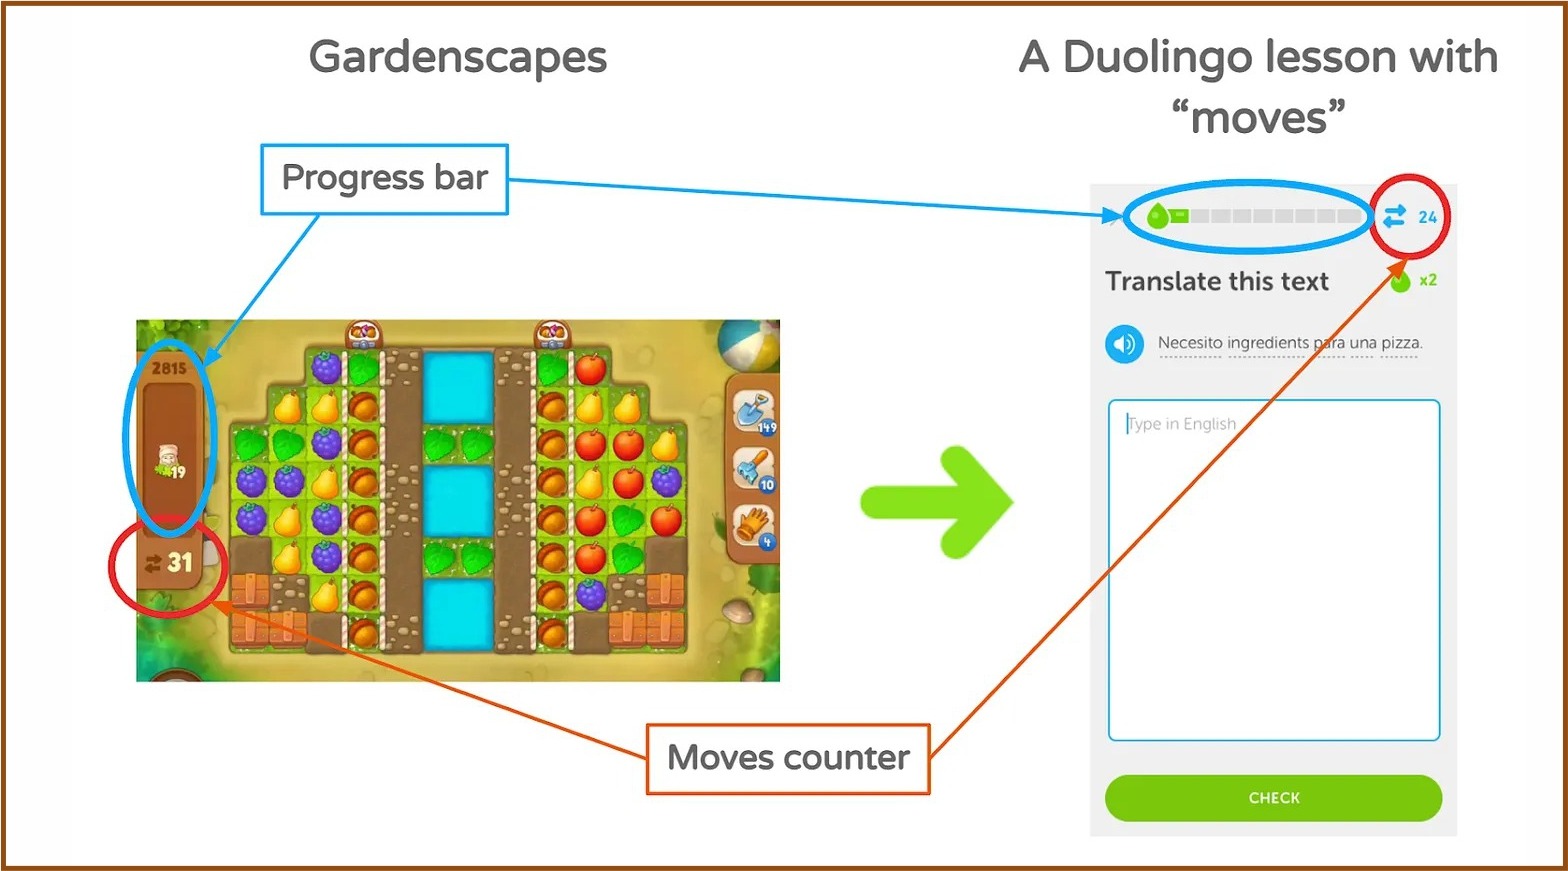 Gardenscapes
A Duolingo lesson with
“moves”
Progress bar
24
Translate this text
x2
Necesito ingredients para una pizza.
Type in English
CHECK
2815
19
31
149
10
4
Moves counter